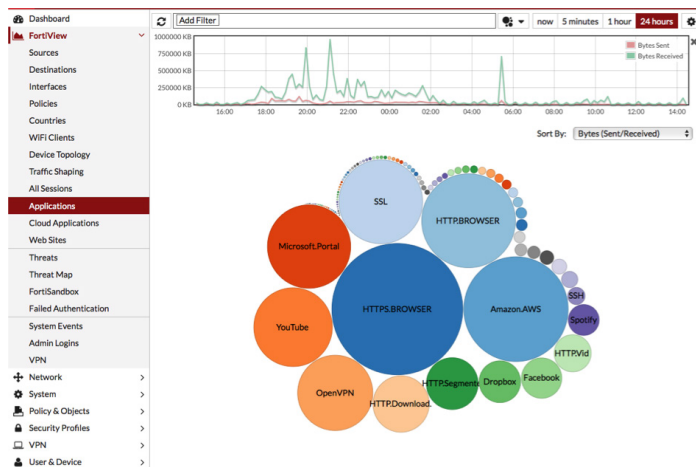 Dashboard
FortiView
Sources
Destinations
Interfaces
Policies
Countries
WiFi Clients
Device Topology
Traffic Shaping
All Sessions
Applications
Cloud Applications
Web Sites
Threats
Threat Map
FortiSandbox
Failed Authentication
System Events
Admin Logins
VPN
Network
System
Policy & Objects
Security Profiles
VPN
User & Device
Add Filter
now 5 minutes 1 hour 24 hours
1000000 KB
750000 KB
500000 KB
250000 KB
0 KB
Bytes Sent
Bytes Received
16:00 18:00 20:00 22:00 00:00 02:00 04:00 06:00 08:00 10:00 12:00 14:00
Sort By: Bytes (Sent/Received)
SSL
HTTP.BROWSER
Microsoft.Portal
HTTPS.BROWSER
Amazon.AWS
SSH
Spotify
YouTube
HTTP.Vid
OpenVPN
HTTP.Download.
HTTP.Segmente
Dropbox
Facebook